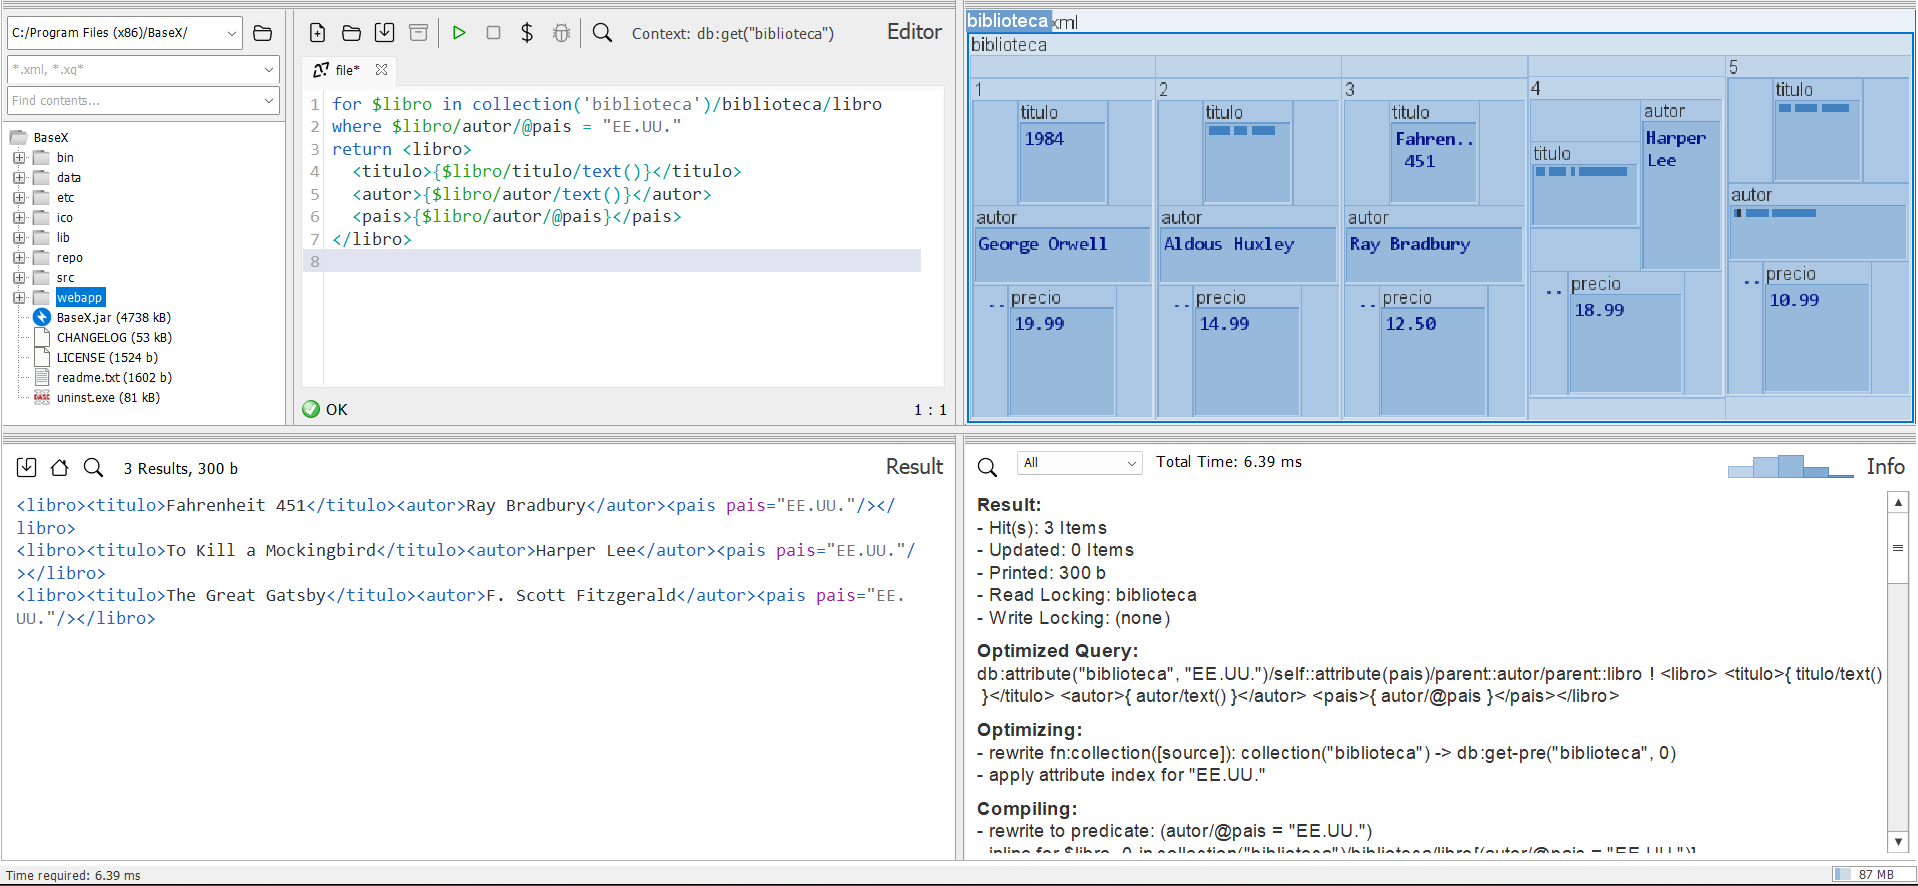 C:/Program Files (x86)/BaseX/
*.xml, *.xq*
Find contents...
BaseX
bin
data
etc
ico
lib
repo
src
webapp
BaseX.jar (4738 kB)
CHANGELOG (53 kB)
LICENSE (1524 b)
readme.txt (1602 b)
uninst.exe (81 kB)
Context: db:get("biblioteca")
Editor
file*
1 for $libro in collection('biblioteca')/biblioteca/libro
2 where $libro/autor/@pais = "EE.UU."
3 return <libro>
4 <titulo>{$libro/titulo/text()}</titulo>
5 <autor>{$libro/autor/text()}</autor>
6 <pais>{$libro/autor/@pais}</pais>
7 </libro>
8
OK
1 : 1
biblioteca.xml
biblioteca
1
titulo
1984
autor
George Orwell
..
precio
19.99
2
titulo
autor
Aldous Huxley
..
precio
14.99
3
titulo
Fahren..
451
autor
Ray Bradbury
..
precio
12.50
4
titulo
autor
Harper
Lee
..
precio
18.99
5
titulo
autor
..
precio
10.99
3 Results, 300 b
Result
<libro><titulo>Fahrenheit 451</titulo><autor>Ray Bradbury</autor><pais pais="EE.UU."/></
libro>
<libro><titulo>To Kill a Mockingbird</titulo><autor>Harper Lee</autor><pais pais="EE.UU."/
></libro>
<libro><titulo>The Great Gatsby</titulo><autor>F. Scott Fitzgerald</autor><pais pais="EE.
UU."/></libro>
All
Total Time: 6.39 ms
Info
Result:
- Hit(s): 3 Items
- Updated: 0 Items
- Printed: 300 b
- Read Locking: biblioteca
- Write Locking: (none)
Optimized Query:
db:attribute("biblioteca", "EE.UU.")/self::attribute(pais)/parent::autor/parent::libro ! <libro> <titulo>{ titulo/text()
}</titulo> <autor>{ autor/text() }</autor> <pais>{ autor/@pais }</pais></libro>
Optimizing:
- rewrite fn:collection([source]): collection("biblioteca") -> db:get-pre("biblioteca", 0)
- apply attribute index for "EE.UU."
Compiling:
- rewrite to predicate: (autor/@pais = "EE.UU.")
- inline for $libro_0 in collection("biblioteca")/biblioteca/libro[(autor/@pais = "EE.UU.")]
Time required: 6.39 ms
87 MB